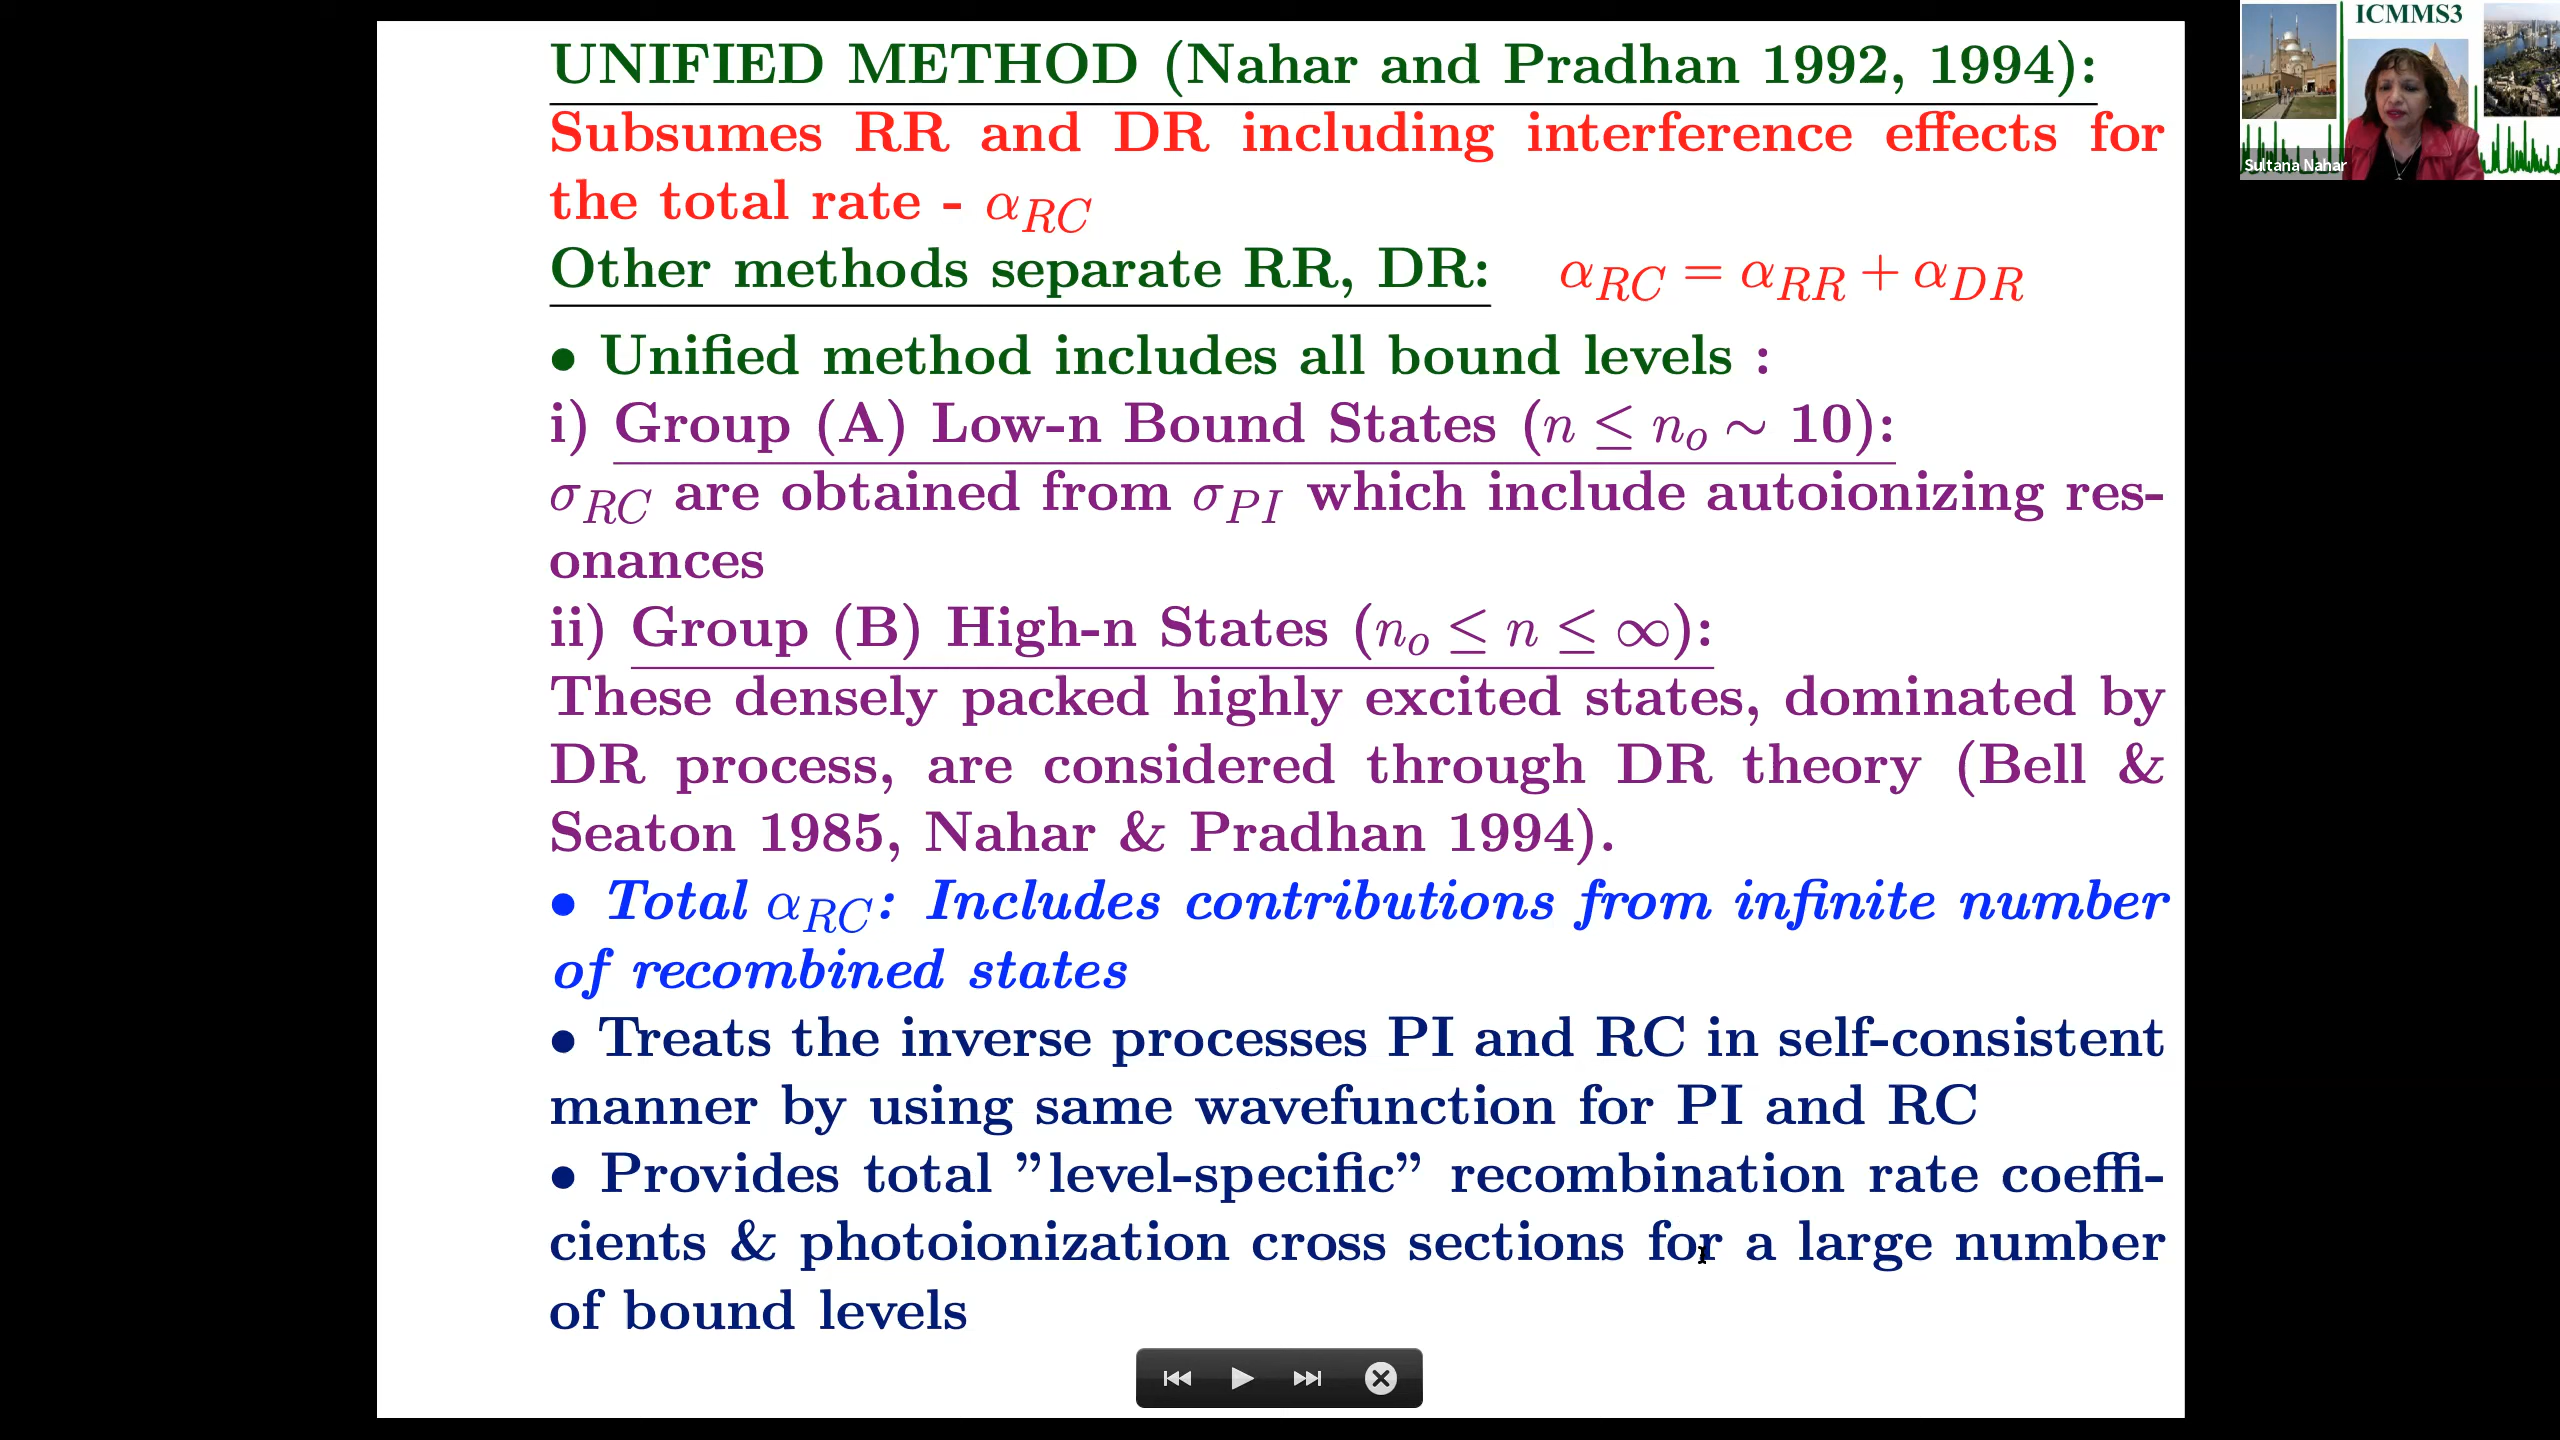 UNIFIED METHOD (Nahar and Pradhan 1992, 1994):
Subsumes RR and DR including interference effects for
the total rate - α_RC
Other methods separate RR, DR: α_RC = α_RR + α_DR
• Unified method includes all bound levels :
i) Group (A) Low-n Bound States (n ≤ n_o ∼ 10):
σ_RC are obtained from σ_PI which include autoionizing res-
onances
ii) Group (B) High-n States (n_o ≤ n ≤ ∞):
These densely packed highly excited states, dominated by
DR process, are considered through DR theory (Bell &
Seaton 1985, Nahar & Pradhan 1994).
• Total α_RC: Includes contributions from infinite number
of recombined states
• Treats the inverse processes PI and RC in self-consistent
manner by using same wavefunction for PI and RC
• Provides total ”level-specific” recombination rate coeffi-
cients & photoionization cross sections for a large number
of bound levels
ICMMS3
Sultana Nahar